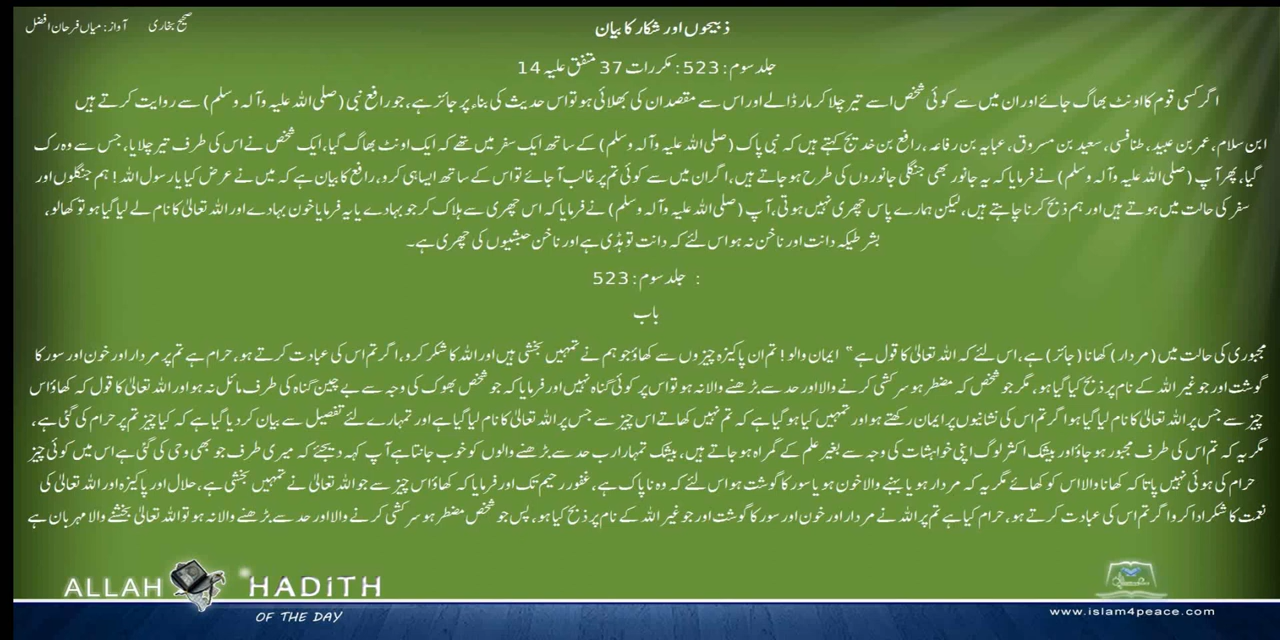 صحیح بخاری
آواز: میاں فرحان افضل
ذبیحوں اور شکار کا بیان
جلد سوم : 523 : مکررات 37 متفق علیہ 14
اگر کسی قوم کا اونٹ بھاگ جائے اور ان میں سے کوئی شخص اسے تیر چلا کر مار ڈالے اور اس سے مقصد ان کی بھلائی ہو تو اس حدیث کی بناء پر جائز ہے، جو رافع نبی (صلی اللہ علیہ وآلہ وسلم) سے روایت کرتے ہیں
ابن سلام، عمر بن عبید، طنافسی، سعید بن مسروق، عبایہ بن رفاعہ، رافع بن خدیج کہتے ہیں کہ نبی پاک (صلی اللہ علیہ وآلہ وسلم) کے ساتھ ایک سفر میں تھے کہ ایک اونٹ بھاگ گیا، ایک شخص نے اس کی طرف تیر چلایا، جس سے وہ رک
گیا، پھر آپ (صلی اللہ علیہ وآلہ وسلم) نے فرمایا کہ یہ جانور بھی جنگلی جانوروں کی طرح ہو جاتے ہیں، اگر ان میں سے کوئی تم پر غالب آ جائے تو اس کے ساتھ ایسا ہی کرو، رافع کا بیان ہے کہ میں نے عرض کیا یا رسول اللہ! ہم جنگلوں اور
سفر کی حالت میں ہوتے ہیں اور ہم ذبح کرنا چاہتے ہیں، لیکن ہمارے پاس چھری نہیں ہوتی، آپ (صلی اللہ علیہ وآلہ وسلم) نے فرمایا کہ اس چھری سے ہلاک کر جو بہا دے یا یہ فرمایا خون بہا دے اور اللہ تعالیٰ کا نام لے لیا گیا ہو تو کھا لو،
بشرطیکہ دانت اور ناخن نہ ہو اس لئے کہ دانت تو ہڈی ہے اور ناخن حبشیوں کی چھری ہے۔
: جلد سوم : 523
باب
مجبوری کی حالت میں (مردار) کھانا (جائز) ہے، اس لئے کہ اللہ تعالیٰ کا قول ہے " ایمان والو! تم ان پاکیزہ چیزوں سے کھاؤ جو ہم نے تمہیں بخشی ہیں اور اللہ کا شکر کرو، اگر تم اس کی عبادت کرتے ہو، حرام ہے تم پر مردار اور خون اور سور کا
گوشت اور جو غیر اللہ کے نام پر ذبح کیا گیا ہو، مگر جو شخص کہ مضطر ہو سرکشی کرنے والا اور حد سے بڑھنے والا نہ ہو تو اس پر کوئی گناہ نہیں اور فرمایا کہ جو شخص بھوک کی وجہ سے بے چین گناہ کی طرف مائل نہ ہو اور اللہ تعالیٰ کا قول کہ کھاؤ اس
چیز سے جس پر اللہ تعالیٰ کا نام لیا گیا ہو اگر تم اس کی نشانیوں پر ایمان رکھتے ہو اور تمہیں کیا ہو گیا ہے کہ تم نہیں کھاتے اس چیز سے جس پر اللہ تعالیٰ کا نام لیا گیا ہے اور تمہارے لئے تفصیل سے بیان کر دیا گیا ہے کہ کیا چیز تم پر حرام کی گئی ہے،
مگر یہ کہ تم اس کی طرف مجبور ہو جاؤ اور بیشک اکثر لوگ اپنی خواہشات کی وجہ سے بغیر علم کے گمراہ ہو جاتے ہیں، بیشک تمہارا رب حد سے بڑھنے والوں کو خوب جانتا ہے آپ کہہ دیجئے کہ میری طرف جو بھی وحی کی گئی ہے اس میں کوئی چیز
حرام کی ہوئی نہیں پاتا کہ کھانا والا اس کو کھائے مگر یہ کہ مردار ہو یا بہنے والا خون ہو یا سور کا گوشت ہو اس لئے کہ وہ ناپاک ہے، غفور رحیم تک اور فرمایا کہ کھاؤ اس چیز سے جو اللہ تعالیٰ نے تمہیں بخشی ہے، حلال اور پاکیزہ اور اللہ تعالیٰ کی
نعمت کا شکر ادا کرو اگر تم اس کی عبادت کرتے ہو، حرام کیا ہے تم پر اللہ نے مردار اور خون اور سور کا گوشت اور جو غیر اللہ کے نام پر ذبح کیا ہو، پس جو شخص مضطر ہو سرکشی کرنے والا اور حد سے بڑھنے والا نہ ہو تو اللہ تعالیٰ بخشنے والا مہربان ہے
ALLAH HADITH
OF THE DAY
www.islam4peace.com